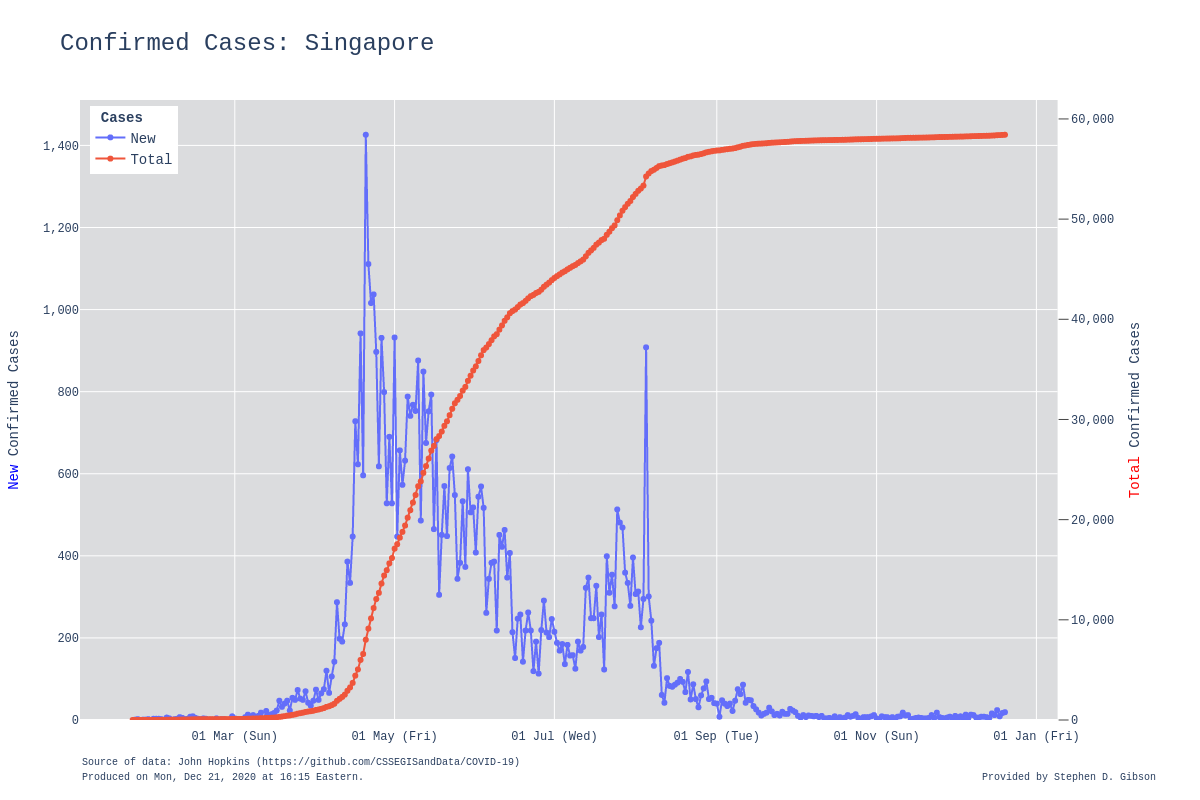 Confirmed Cases: Singapore
Cases
New
Total
1,400
1,200
1,000
800
600
400
200
0
60,000
50,000
40,000
30,000
20,000
10,000
0
New Confirmed Cases
Total Confirmed Cases
01 Mar (Sun) 01 May (Fri) 01 Jul (Wed) 01 Sep (Tue) 01 Nov (Sun) 01 Jan (Fri)
Source of data: John Hopkins (https://github.com/CSSEGISandData/COVID-19)
Produced on Mon, Dec 21, 2020 at 16:15 Eastern.
Provided by Stephen D. Gibson